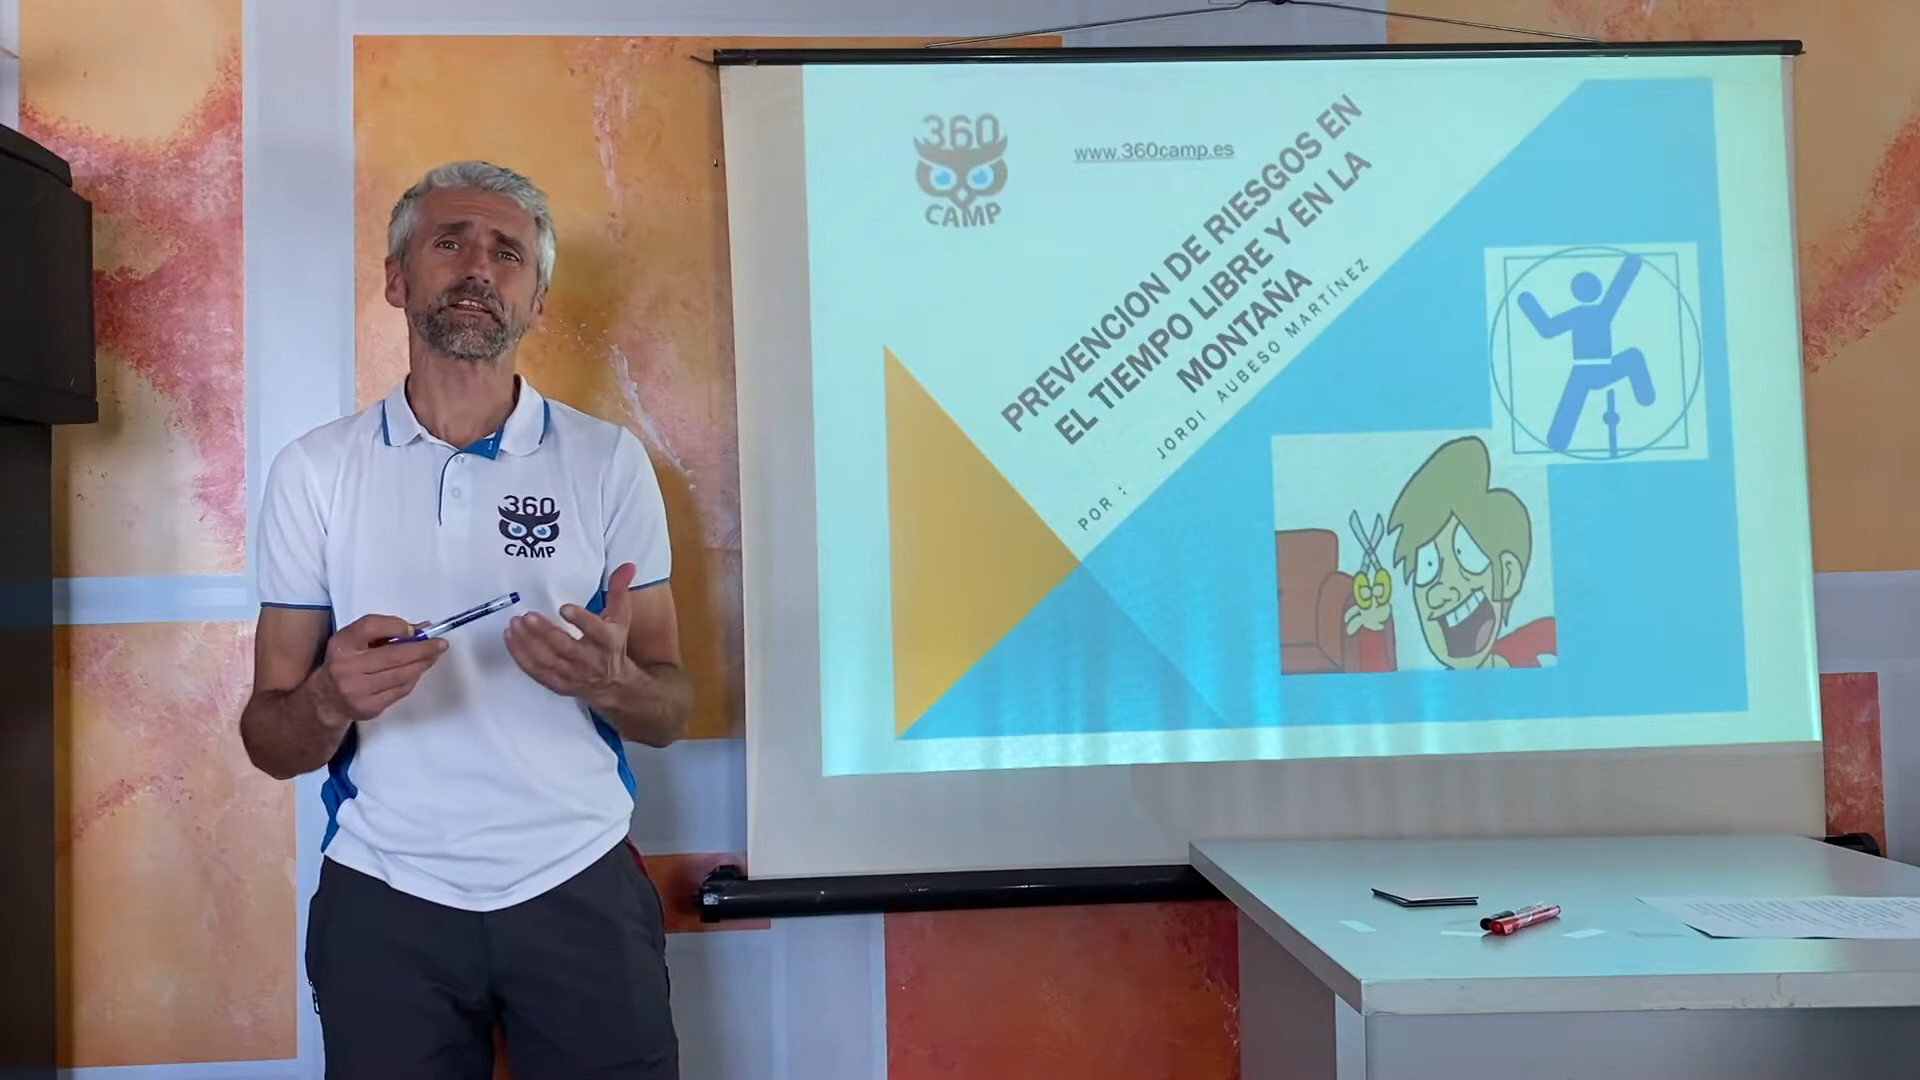 360
CAMP
www.360camp.es
PREVENCION DE RIESGOS EN
EL TIEMPO LIBRE Y EN LA
MONTAÑA
POR : JORDI AUBESO MARTÍNEZ
360
CAMP